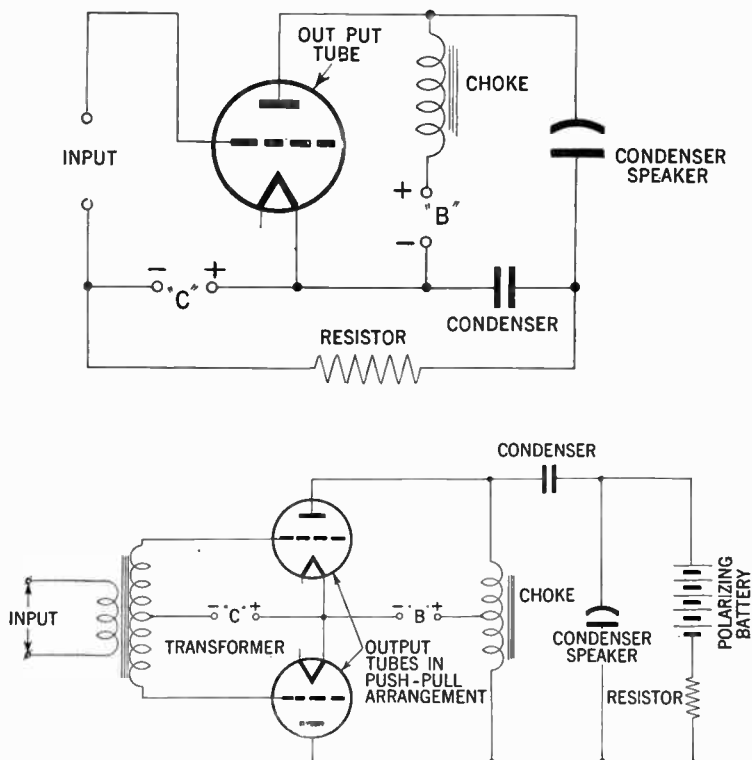 OUT PUT
TUBE
CHOKE
INPUT
CONDENSER
SPEAKER
+
"B"
−
− "C" +
CONDENSER
RESISTOR
CONDENSER
INPUT
− "C" +
− "B" +
CHOKE
TRANSFORMER
OUTPUT
TUBES IN
PUSH-PULL
ARRANGEMENT
CONDENSER
SPEAKER
POLARIZING
BATTERY
RESISTOR